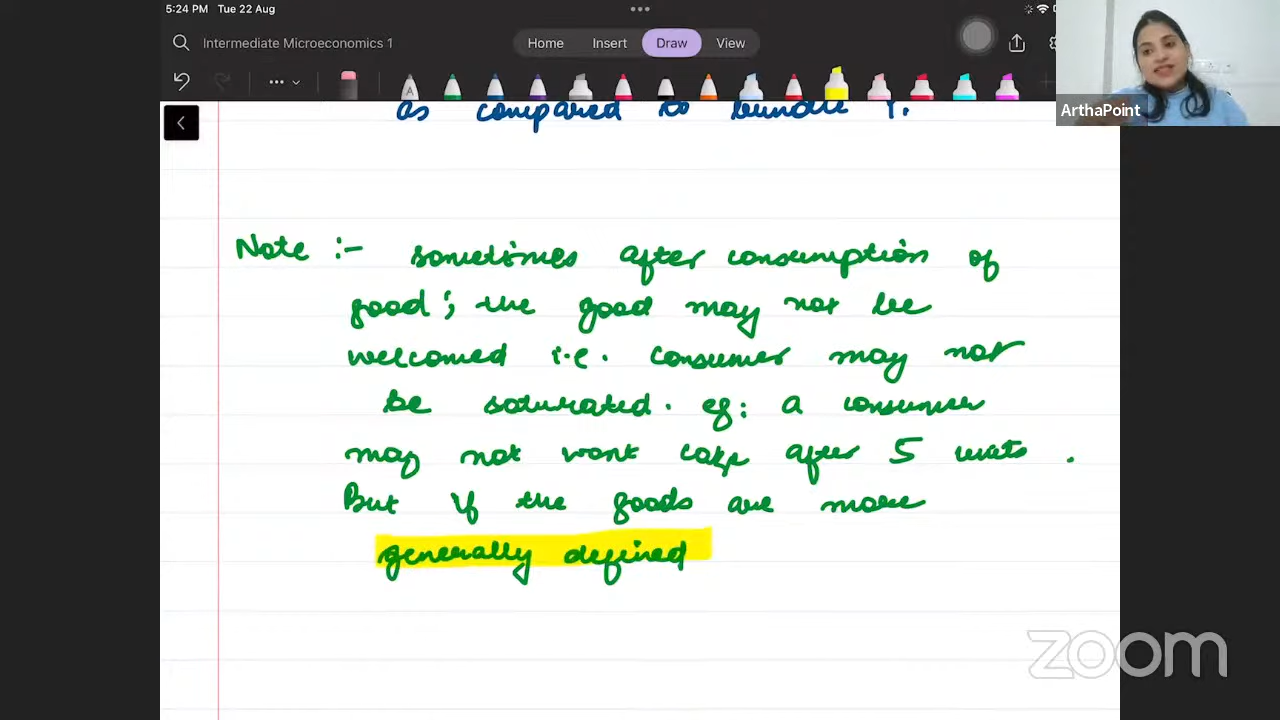 5:24 PM Tue 22 Aug
Intermediate Microeconomics 1
Home Insert Draw View
ArthaPoint
as compared to bundle Y.
Note :- sometimes after consumption of
good ; the good may not be
welcomed i.e. consumer may not
be saturated. eg: a consumer
may not want cake after 5 units .
But if the goods are more
generally defined
zoom